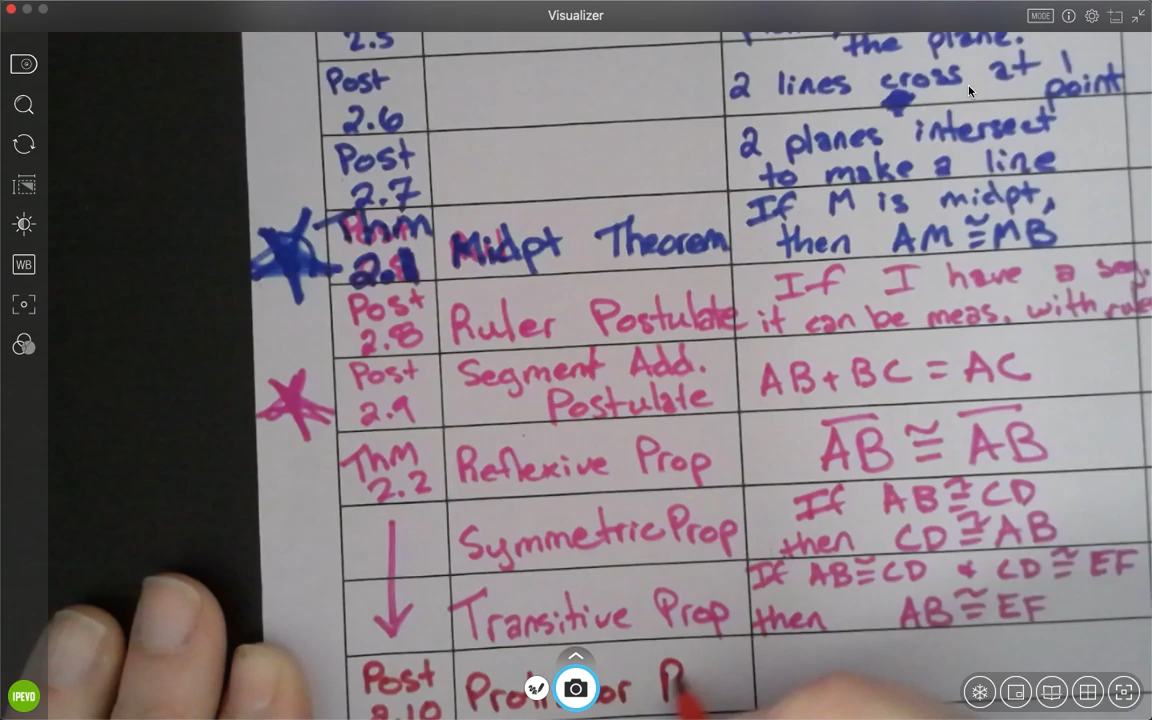 Visualizer
MODE
2.5
the plane.
Post
2.6
2 lines cross at 1
point
Post
2.7
2 planes intersect
to make a line
Thm
2.1
Midpt Theorem
If M is midpt,
then AM ≅ MB
Post
2.8
Ruler Postulate
If I have a seg.
it can be meas. with
Post
2.9
Segment Add.
Postulate
AB + BC = AC
Thm
2.2
Reflexive Prop
AB ≅ AB
Symmetric Prop
If AB ≅ CD
then CD ≅ AB
Transitive Prop
If AB ≅ CD & CD ≅ EF
then AB ≅ EF
Post
2.10
P
WB
IPEVO